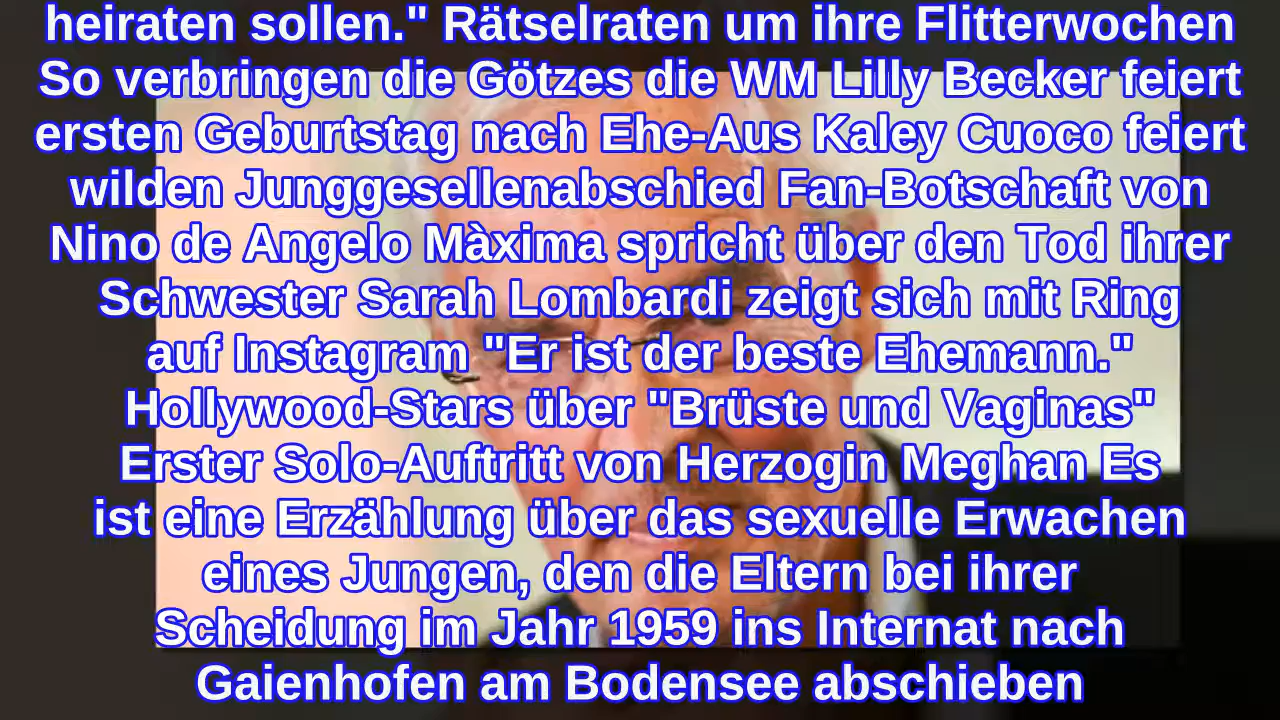 heiraten sollen." Rätselraten um ihre Flitterwochen
So verbringen die Götzes die WM Lilly Becker feiert
ersten Geburtstag nach Ehe-Aus Kaley Cuoco feiert
wilden Junggesellenabschied Fan-Botschaft von
Nino de Angelo Màxima spricht über den Tod ihrer
Schwester Sarah Lombardi zeigt sich mit Ring
auf Instagram "Er ist der beste Ehemann."
Hollywood-Stars über "Brüste und Vaginas"
Erster Solo-Auftritt von Herzogin Meghan Es
ist eine Erzählung über das sexuelle Erwachen
eines Jungen, den die Eltern bei ihrer
Scheidung im Jahr 1959 ins Internat nach
Gaienhofen am Bodensee abschieben